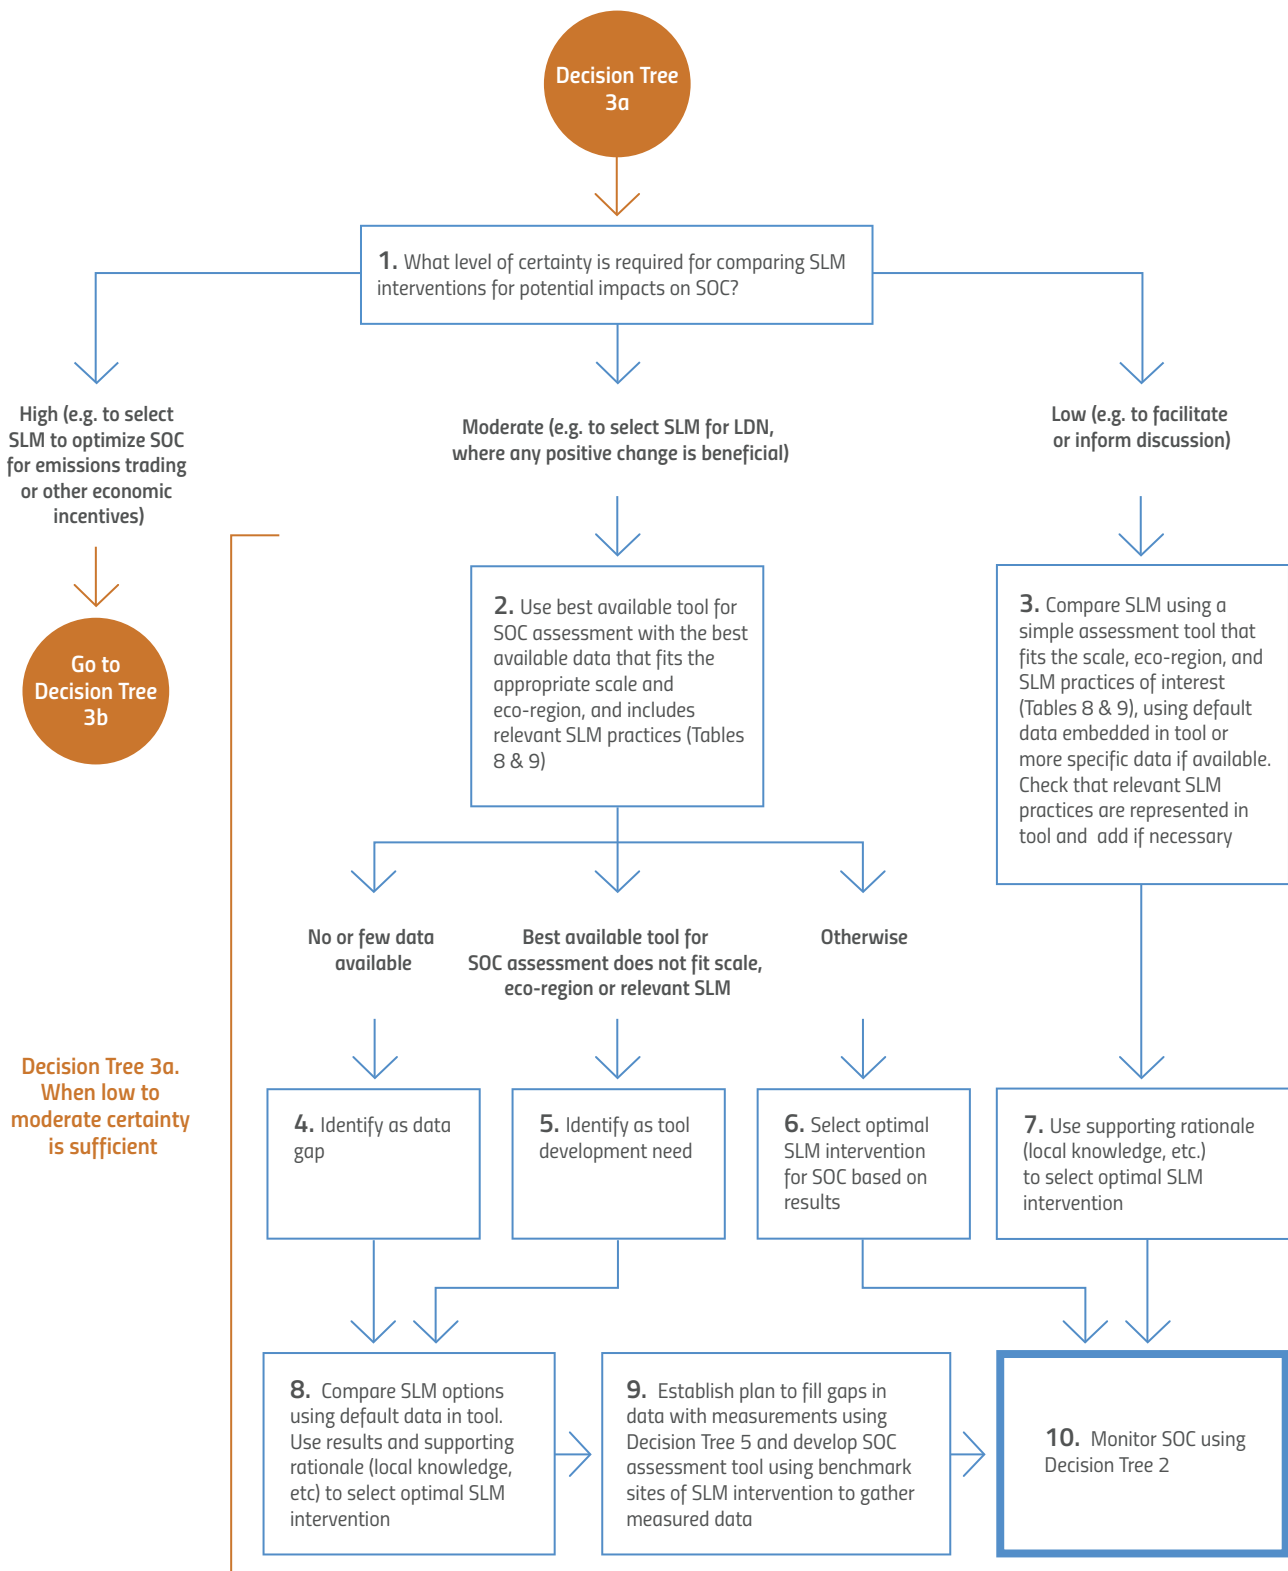 Decision Tree
3a
1. What level of certainty is required for comparing SLM
interventions for potential impacts on SOC?
High (e.g. to select
SLM to optimize SOC
for emissions trading
or other economic
incentives)
Moderate (e.g. to select SLM for LDN,
where any positive change is beneficial)
Low (e.g. to facilitate
or inform discussion)
Go to
Decision Tree
3b
2. Use best available tool for
SOC assessment with the best
available data that fits the
appropriate scale and
eco-region, and includes
relevant SLM practices (Tables
8 & 9)
3. Compare SLM using a
simple assessment tool that
fits the scale, eco-region, and
SLM practices of interest
(Tables 8 & 9), using default
data embedded in tool or
more specific data if available.
Check that relevant SLM
practices are represented in
tool and add if necessary
No or few data
available
Best available tool for
SOC assessment does not fit scale,
eco-region or relevant SLM
Otherwise
Decision Tree 3a.
When low to
moderate certainty
is sufficient
4. Identify as data
gap
5. Identify as tool
development need
6. Select optimal
SLM intervention
for SOC based on
results
7. Use supporting rationale
(local knowledge, etc.)
to select optimal SLM
intervention
8. Compare SLM options
using default data in tool.
Use results and supporting
rationale (local knowledge,
etc) to select optimal SLM
intervention
9. Establish plan to fill gaps in
data with measurements using
Decision Tree 5 and develop SOC
assessment tool using benchmark
sites of SLM intervention to gather
measured data
10. Monitor SOC using
Decision Tree 2